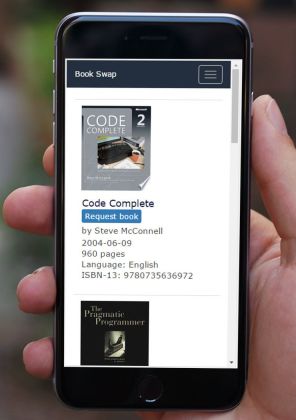 Book Swap
Microsoft
CODE 2
COMPLETE
Code Complete
Request book
by Steve McConnell
2004-06-09
960 pages
Language: English
ISBN-13: 9780735636972
The
Pragmatic
Programmer